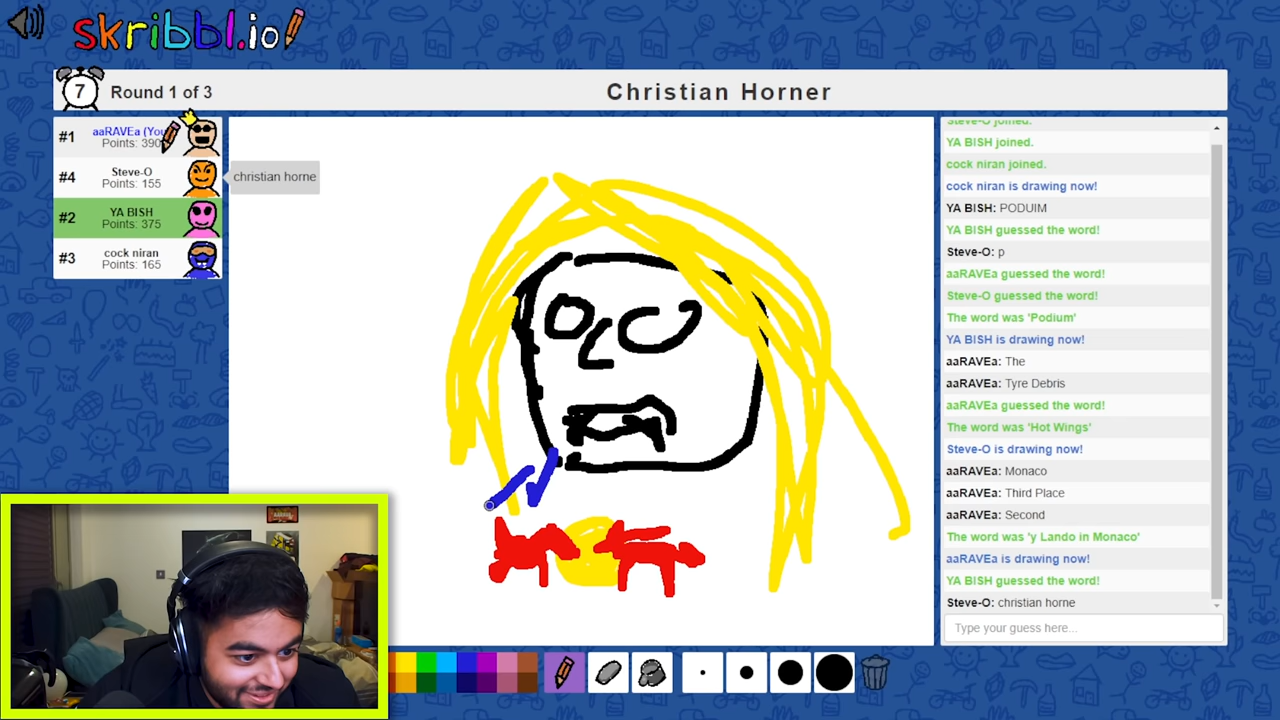 skribbl.io
7
Round 1 of 3
Christian Horner
#1
aaRAVEa (You
Points: 390
#4
Steve-O
Points: 155
christian horne
#2
YA BISH
Points: 375
#3
cock niran
Points: 165
Steve-O joined.
YA BISH joined.
cock niran joined.
cock niran is drawing now!
YA BISH: PODUIM
YA BISH guessed the word!
Steve-O: p
aaRAVEa guessed the word!
Steve-O guessed the word!
The word was 'Podium'
YA BISH is drawing now!
aaRAVEa: The
aaRAVEa: Tyre Debris
aaRAVEa guessed the word!
The word was 'Hot Wings'
Steve-O is drawing now!
aaRAVEa: Monaco
aaRAVEa: Third Place
aaRAVEa: Second
The word was 'y Lando in Monaco'
aaRAVEa is drawing now!
YA BISH guessed the word!
Steve-O: christian horne
Type your guess here...